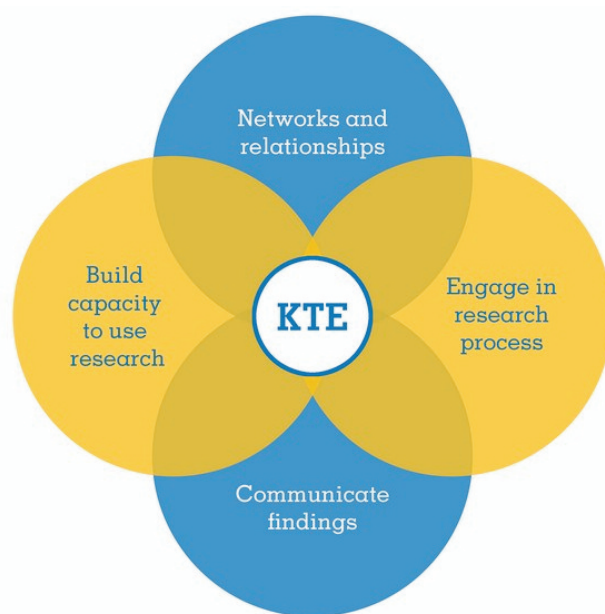 Networks and
relationships
Build
capacity
to use
research
KTE
Engage in
research
process
Communicate
findings